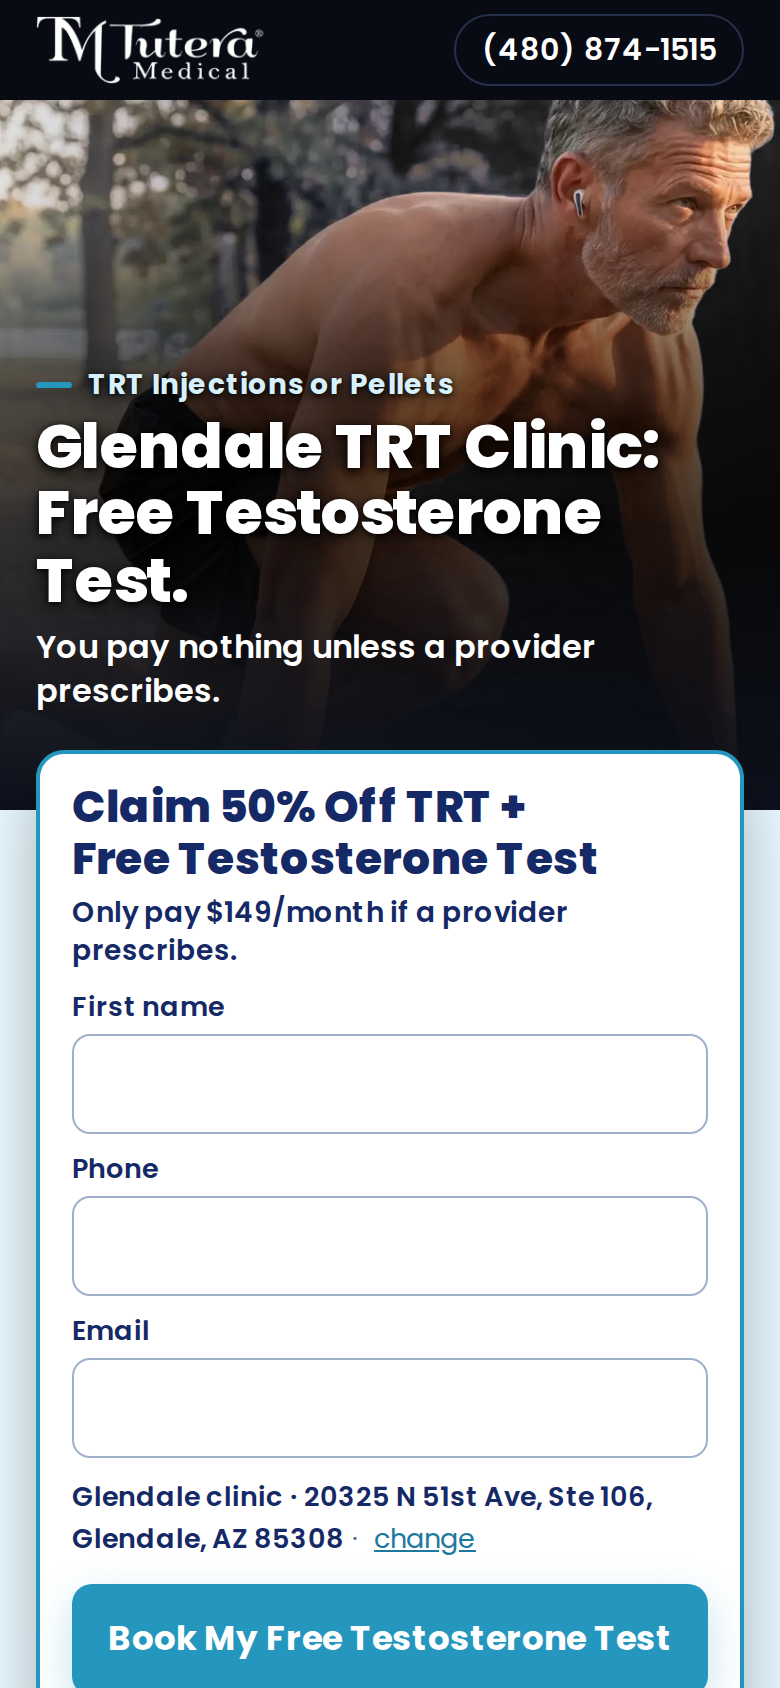 TM Tutera®
Medical
(480) 874-1515
TRT Injections or Pellets
Glendale TRT Clinic:
Free Testosterone
Test.
You pay nothing unless a provider
prescribes.
Claim 50% Off TRT +
Free Testosterone Test
Only pay $149/month if a provider
prescribes.
First name
Phone
Email
Glendale clinic · 20325 N 51st Ave, Ste 106,
Glendale, AZ 85308 · change
Book My Free Testosterone Test